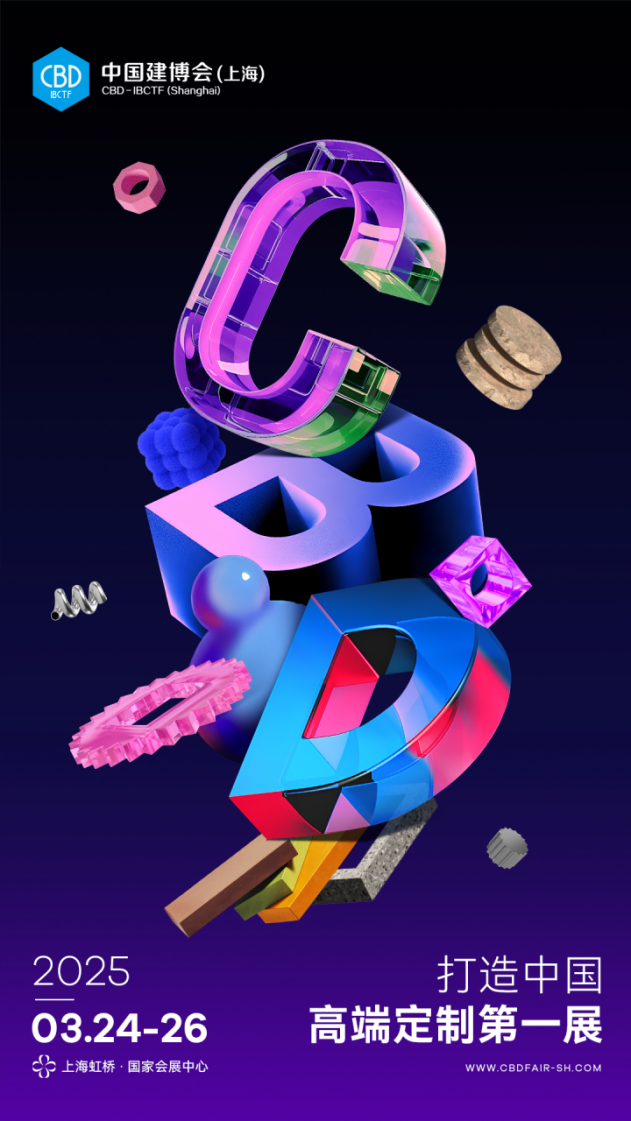 CBD
IBCTF
中国建博会(上海)
CBD-IBCTF (Shanghai)
C
B
D
2025
03.24-26
上海虹桥·国家会展中心
打造中国
高端定制第一展
WWW.CBDFAIR-SH.COM